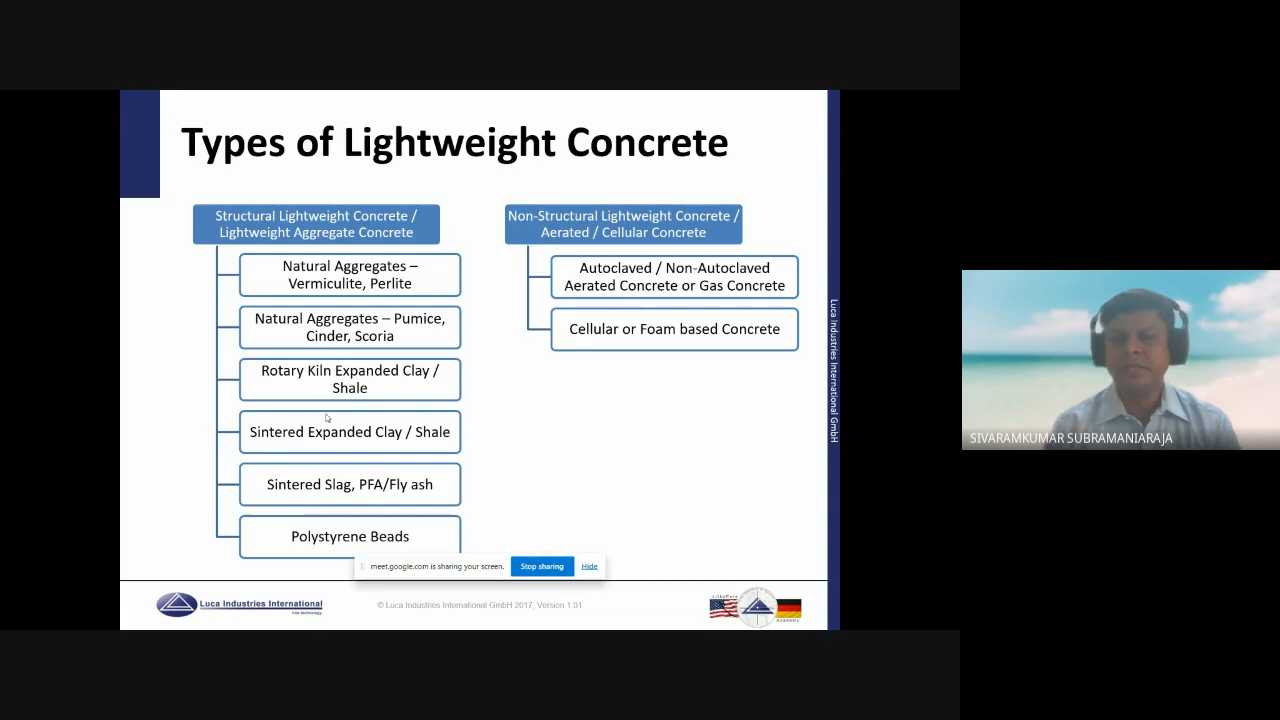 Types of Lightweight Concrete
Structural Lightweight Concrete /
Lightweight Aggregate Concrete
Natural Aggregates –
Vermiculite, Perlite
Natural Aggregates – Pumice,
Cinder, Scoria
Rotary Kiln Expanded Clay /
Shale
Sintered Expanded Clay / Shale
Sintered Slag, PFA/Fly ash
Polystyrene Beads
Non-Structural Lightweight Concrete /
Aerated / Cellular Concrete
Autoclaved / Non-Autoclaved
Aerated Concrete or Gas Concrete
Cellular or Foam based Concrete
Luca Industries International GmbH
meet.google.com is sharing your screen.
Stop sharing
Hide
Luca Industries International
© Luca Industries International GmbH 2017, Version 1.01
Academy
SIVARAMKUMAR SUBRAMANIARAJA